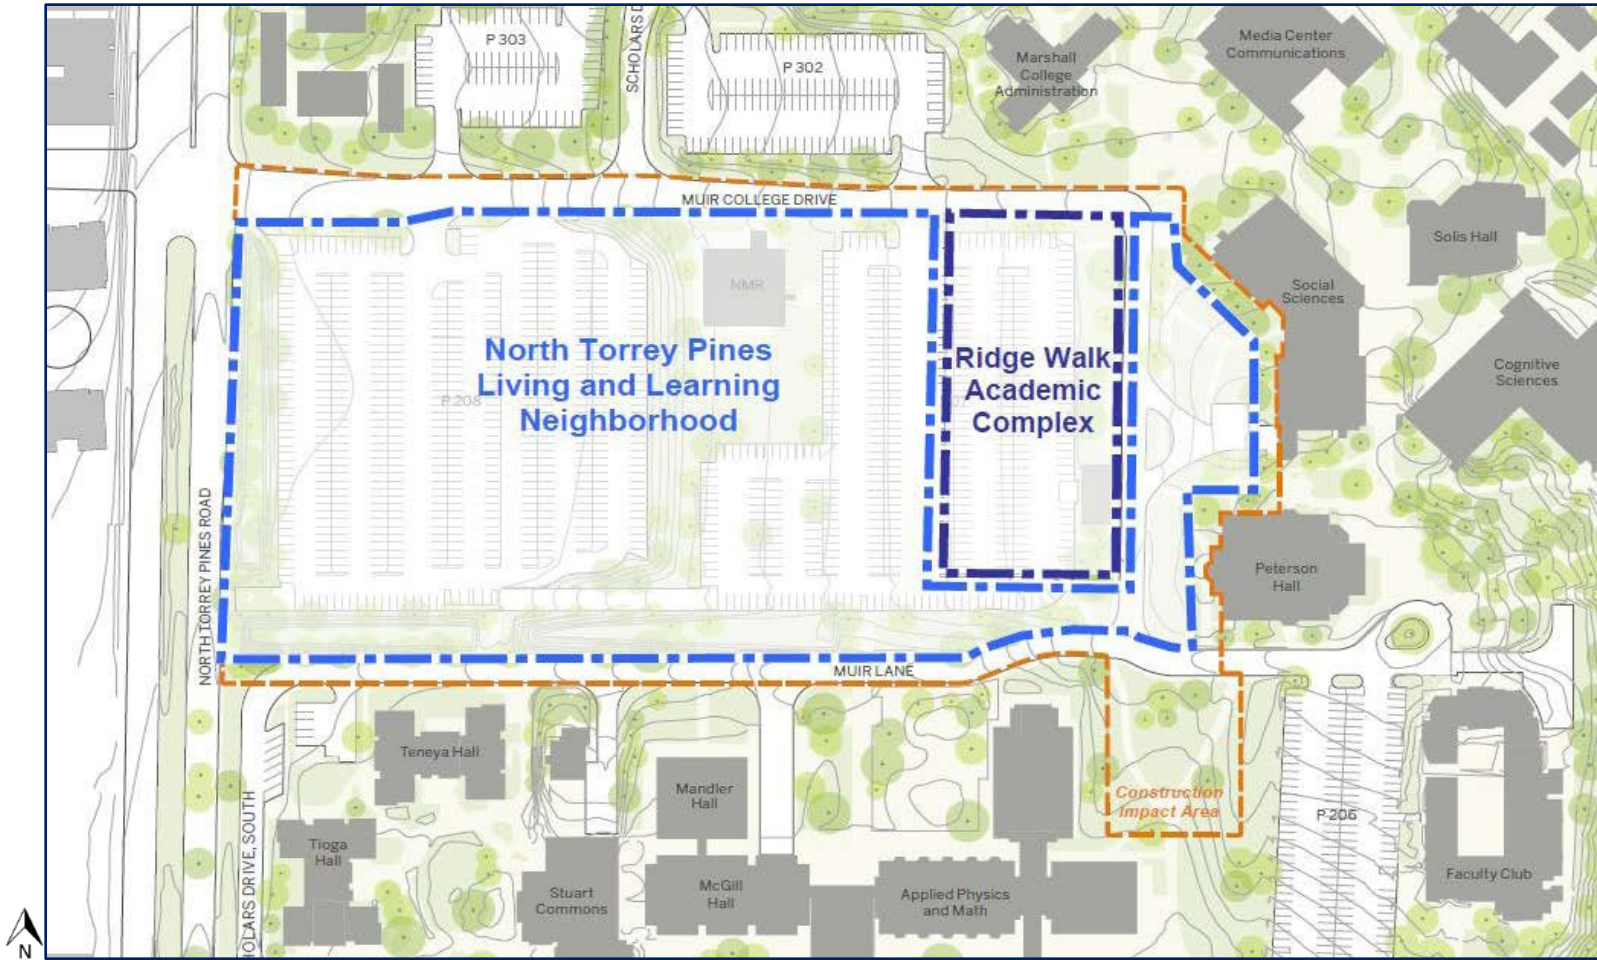 P 303
SCHOLARS D
P 302
Marshall
College
Administration
Media Center
Communications
MUIR COLLEGE DRIVE
Solis Hall
NMR
Social
Sciences
North Torrey Pines
Living and Learning
Neighborhood
P 208
Ridge Walk
Academic
Complex
Cognitive
Sciences
NORTH TORREY PINES ROAD
Peterson
Hall
MUIR LANE
Teneya Hall
Mandler
Hall
Construction
Impact Area
P 206
HOLARS DRIVE, SOUTH
Tioga
Hall
Stuart
Commons
McGill
Hall
Applied Physics
and Math
Faculty Club
N